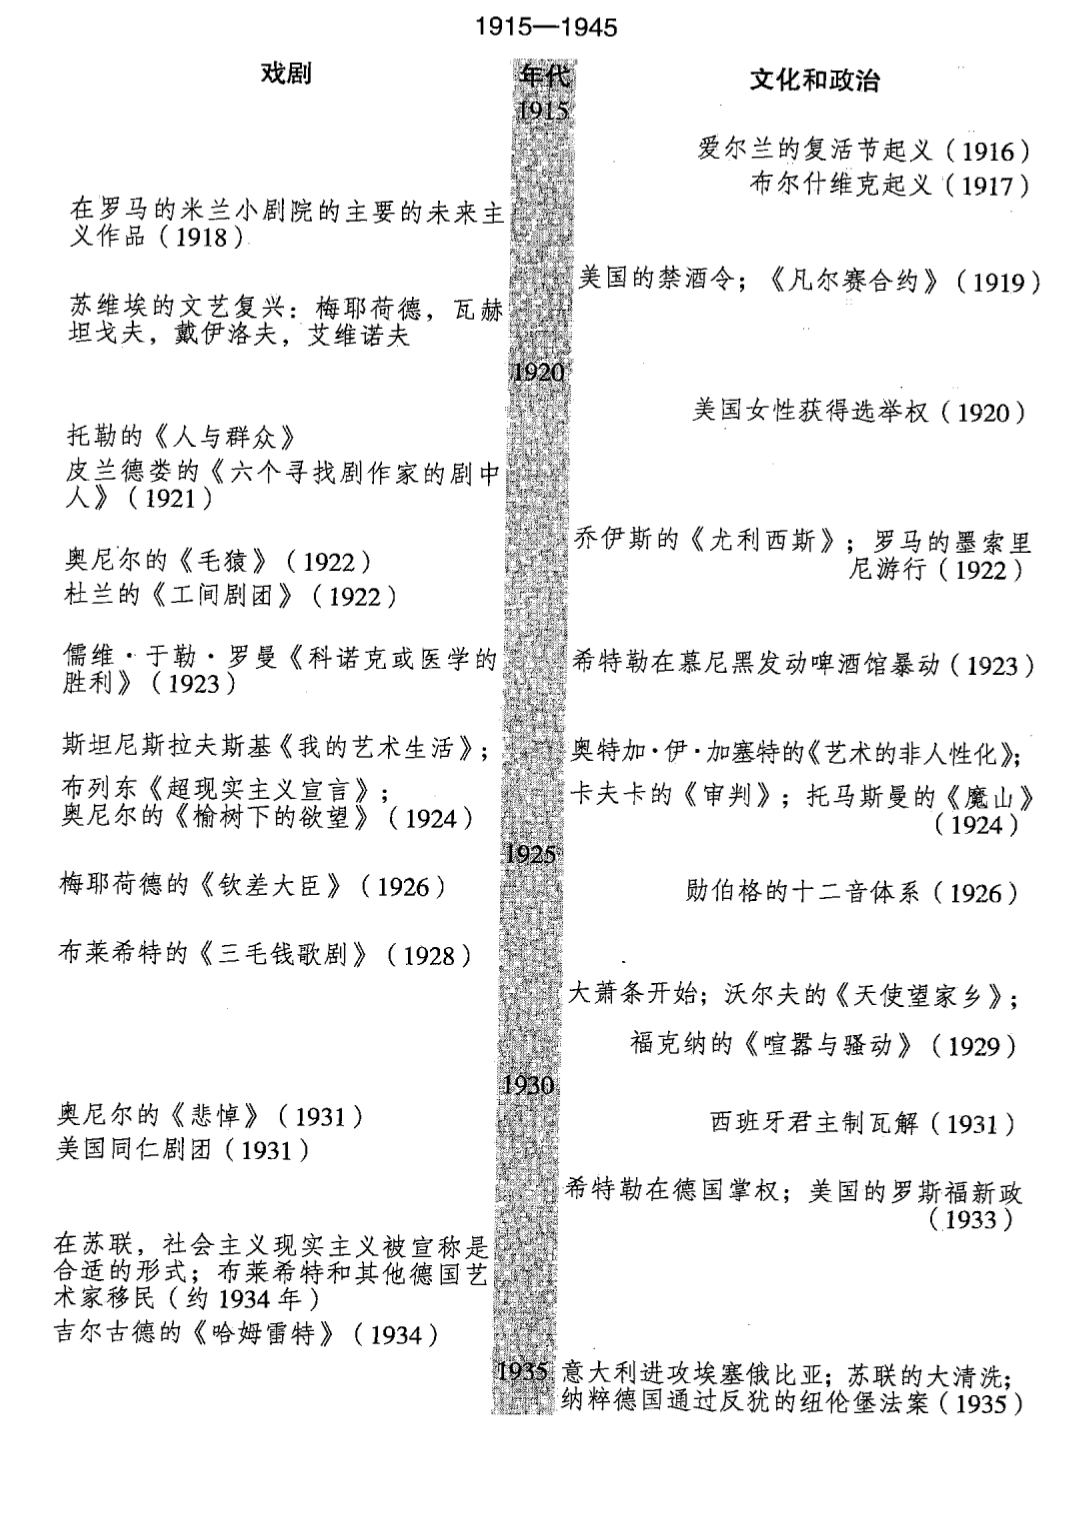 1915—1945
戏剧
年代
文化和政治
1915
爱尔兰的复活节起义（1916）
布尔什维克起义（1917）
在罗马的米兰小剧院的主要的未来主
义作品（1918）
美国的禁酒令；《凡尔赛合约》（1919）
苏维埃的文艺复兴：梅耶荷德，瓦赫
坦戈夫，戴伊洛夫，艾维诺夫
1920
美国女性获得选举权（1920）
托勒的《人与群众》
皮兰德娄的《六个寻找剧作家的剧中
人》（1921）
乔伊斯的《尤利西斯》；罗马的墨索里
尼游行（1922）
奥尼尔的《毛猿》（1922）
杜兰的《工间剧团》（1922）
儒维·于勒·罗曼《科诺克或医学的
胜利》（1923）
希特勒在慕尼黑发动啤酒馆暴动（1923）
斯坦尼斯拉夫斯基《我的艺术生活》；
布列东《超现实主义宣言》；
奥尼尔的《榆树下的欲望》（1924）
奥特加·伊·加塞特的《艺术的非人性化》；
卡夫卡的《审判》；托马斯曼的《魔山》
（1924）
1925
梅耶荷德的《钦差大臣》（1926）
勋伯格的十二音体系（1926）
布莱希特的《三毛钱歌剧》（1928）
大萧条开始；沃尔夫的《天使望家乡》；
福克纳的《喧嚣与骚动》（1929）
1930
奥尼尔的《悲悼》（1931）
美国同仁剧团（1931）
西班牙君主制瓦解（1931）
希特勒在德国掌权；美国的罗斯福新政
（1933）
在苏联，社会主义现实主义被宣称是
合适的形式；布莱希特和其他德国艺
术家移民（约1934年）
吉尔古德的《哈姆雷特》（1934）
1935
意大利进攻埃塞俄比亚；苏联的大清洗；
纳粹德国通过反犹的纽伦堡法案（1935）